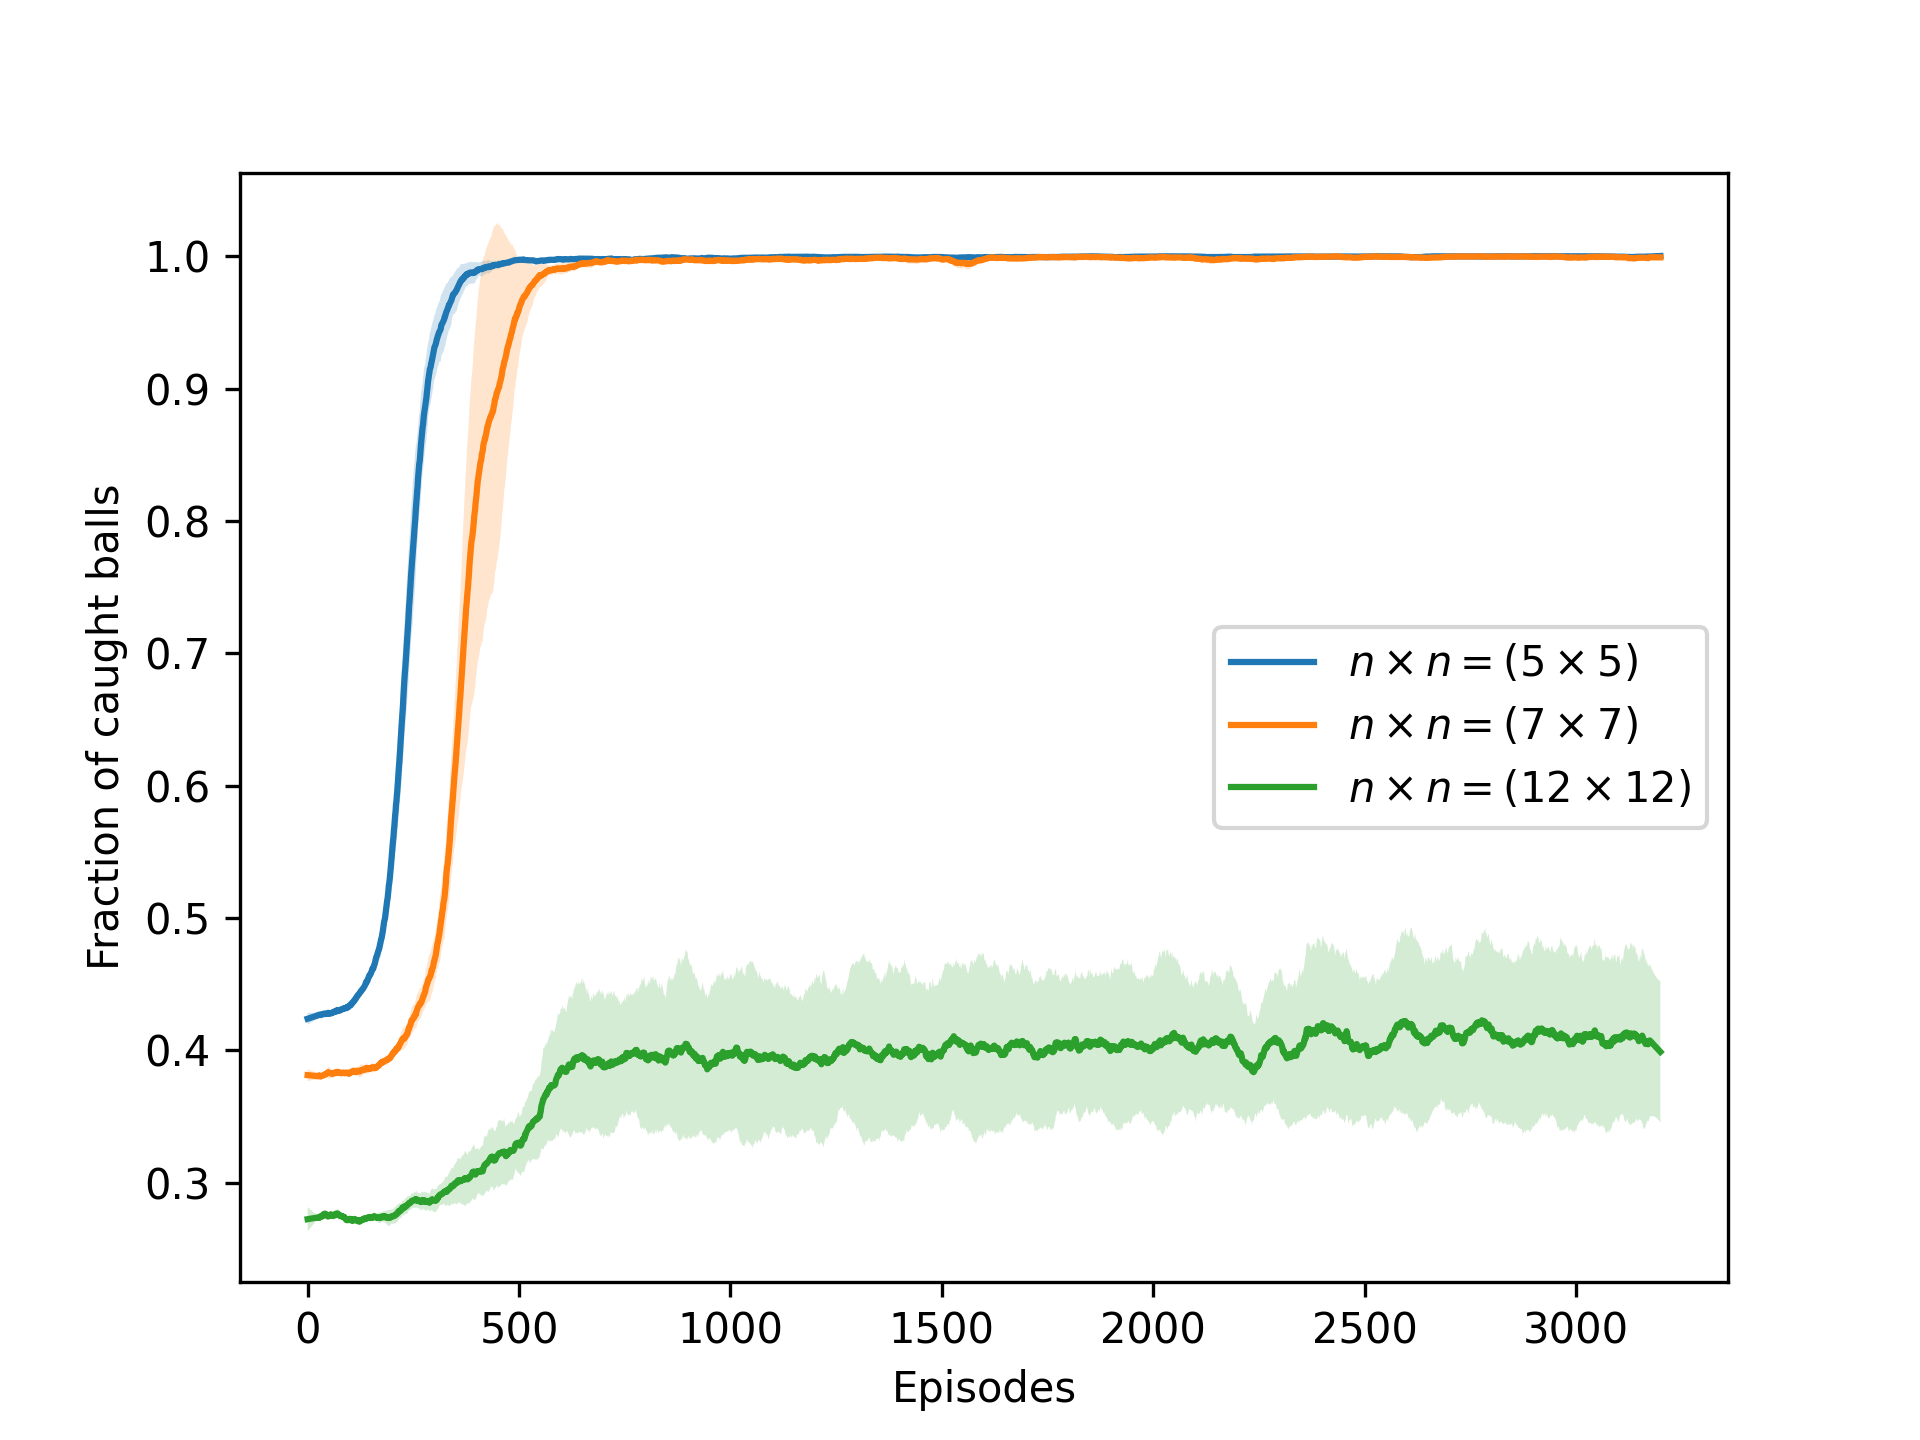 1.0
0.9
0.8
0.7
0.6
0.5
0.4
0.3
Fraction of caught balls
n × n = (5 × 5)
n × n = (7 × 7)
n × n = (12 × 12)
0 500 1000 1500 2000 2500 3000
Episodes